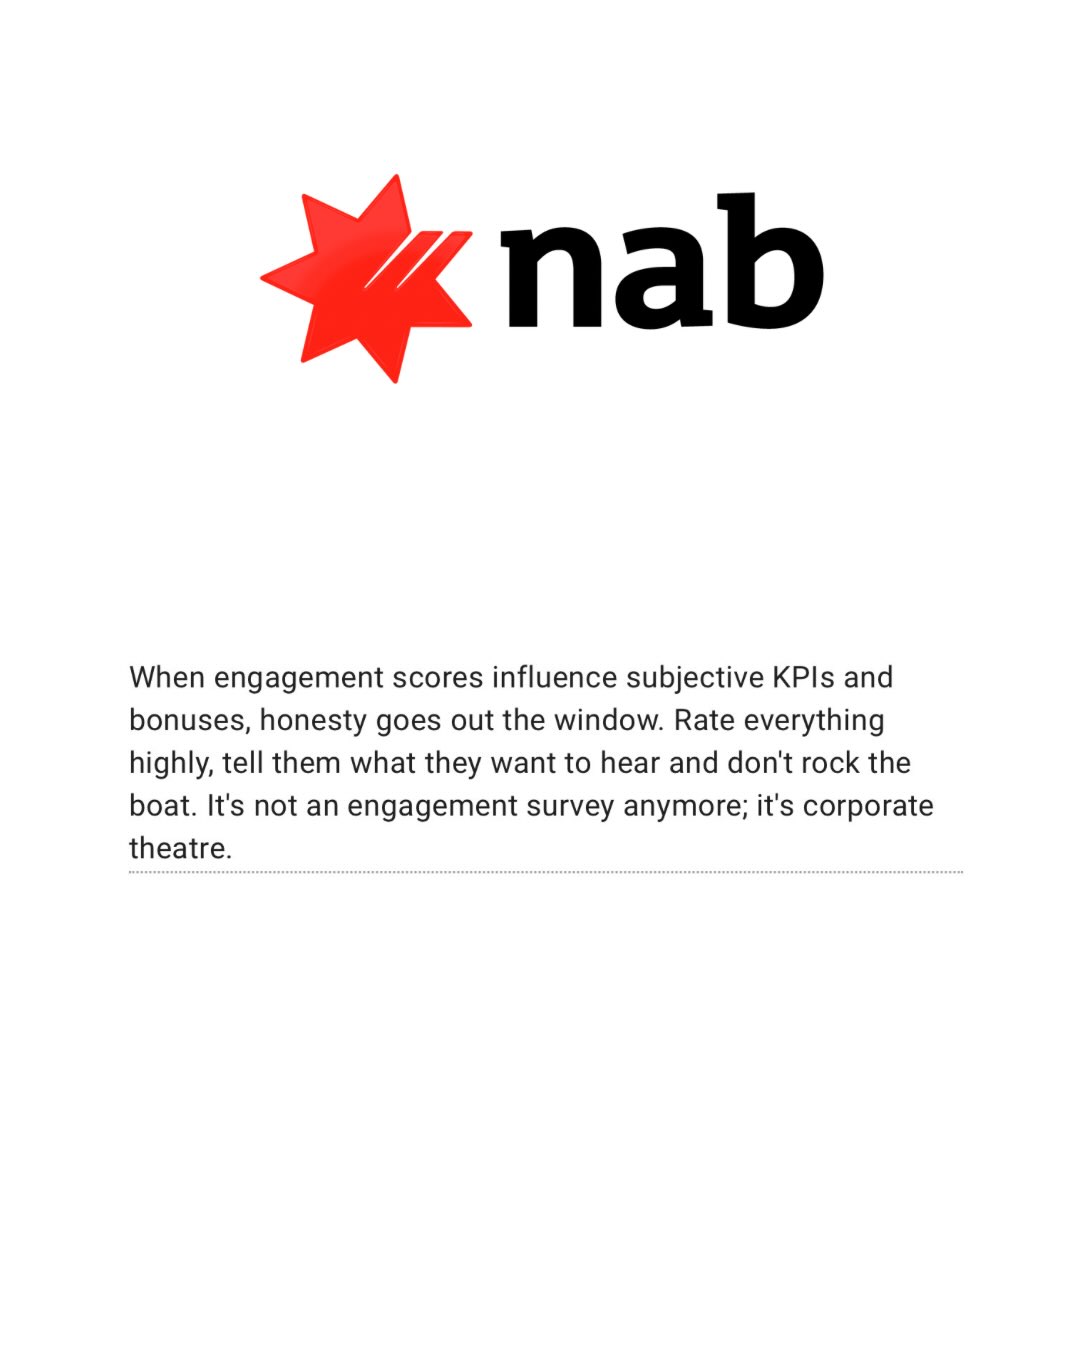 nab
When engagement scores influence subjective KPIs and
bonuses, honesty goes out the window. Rate everything
highly, tell them what they want to hear and don't rock the
boat. It's not an engagement survey anymore; it's corporate
theatre.